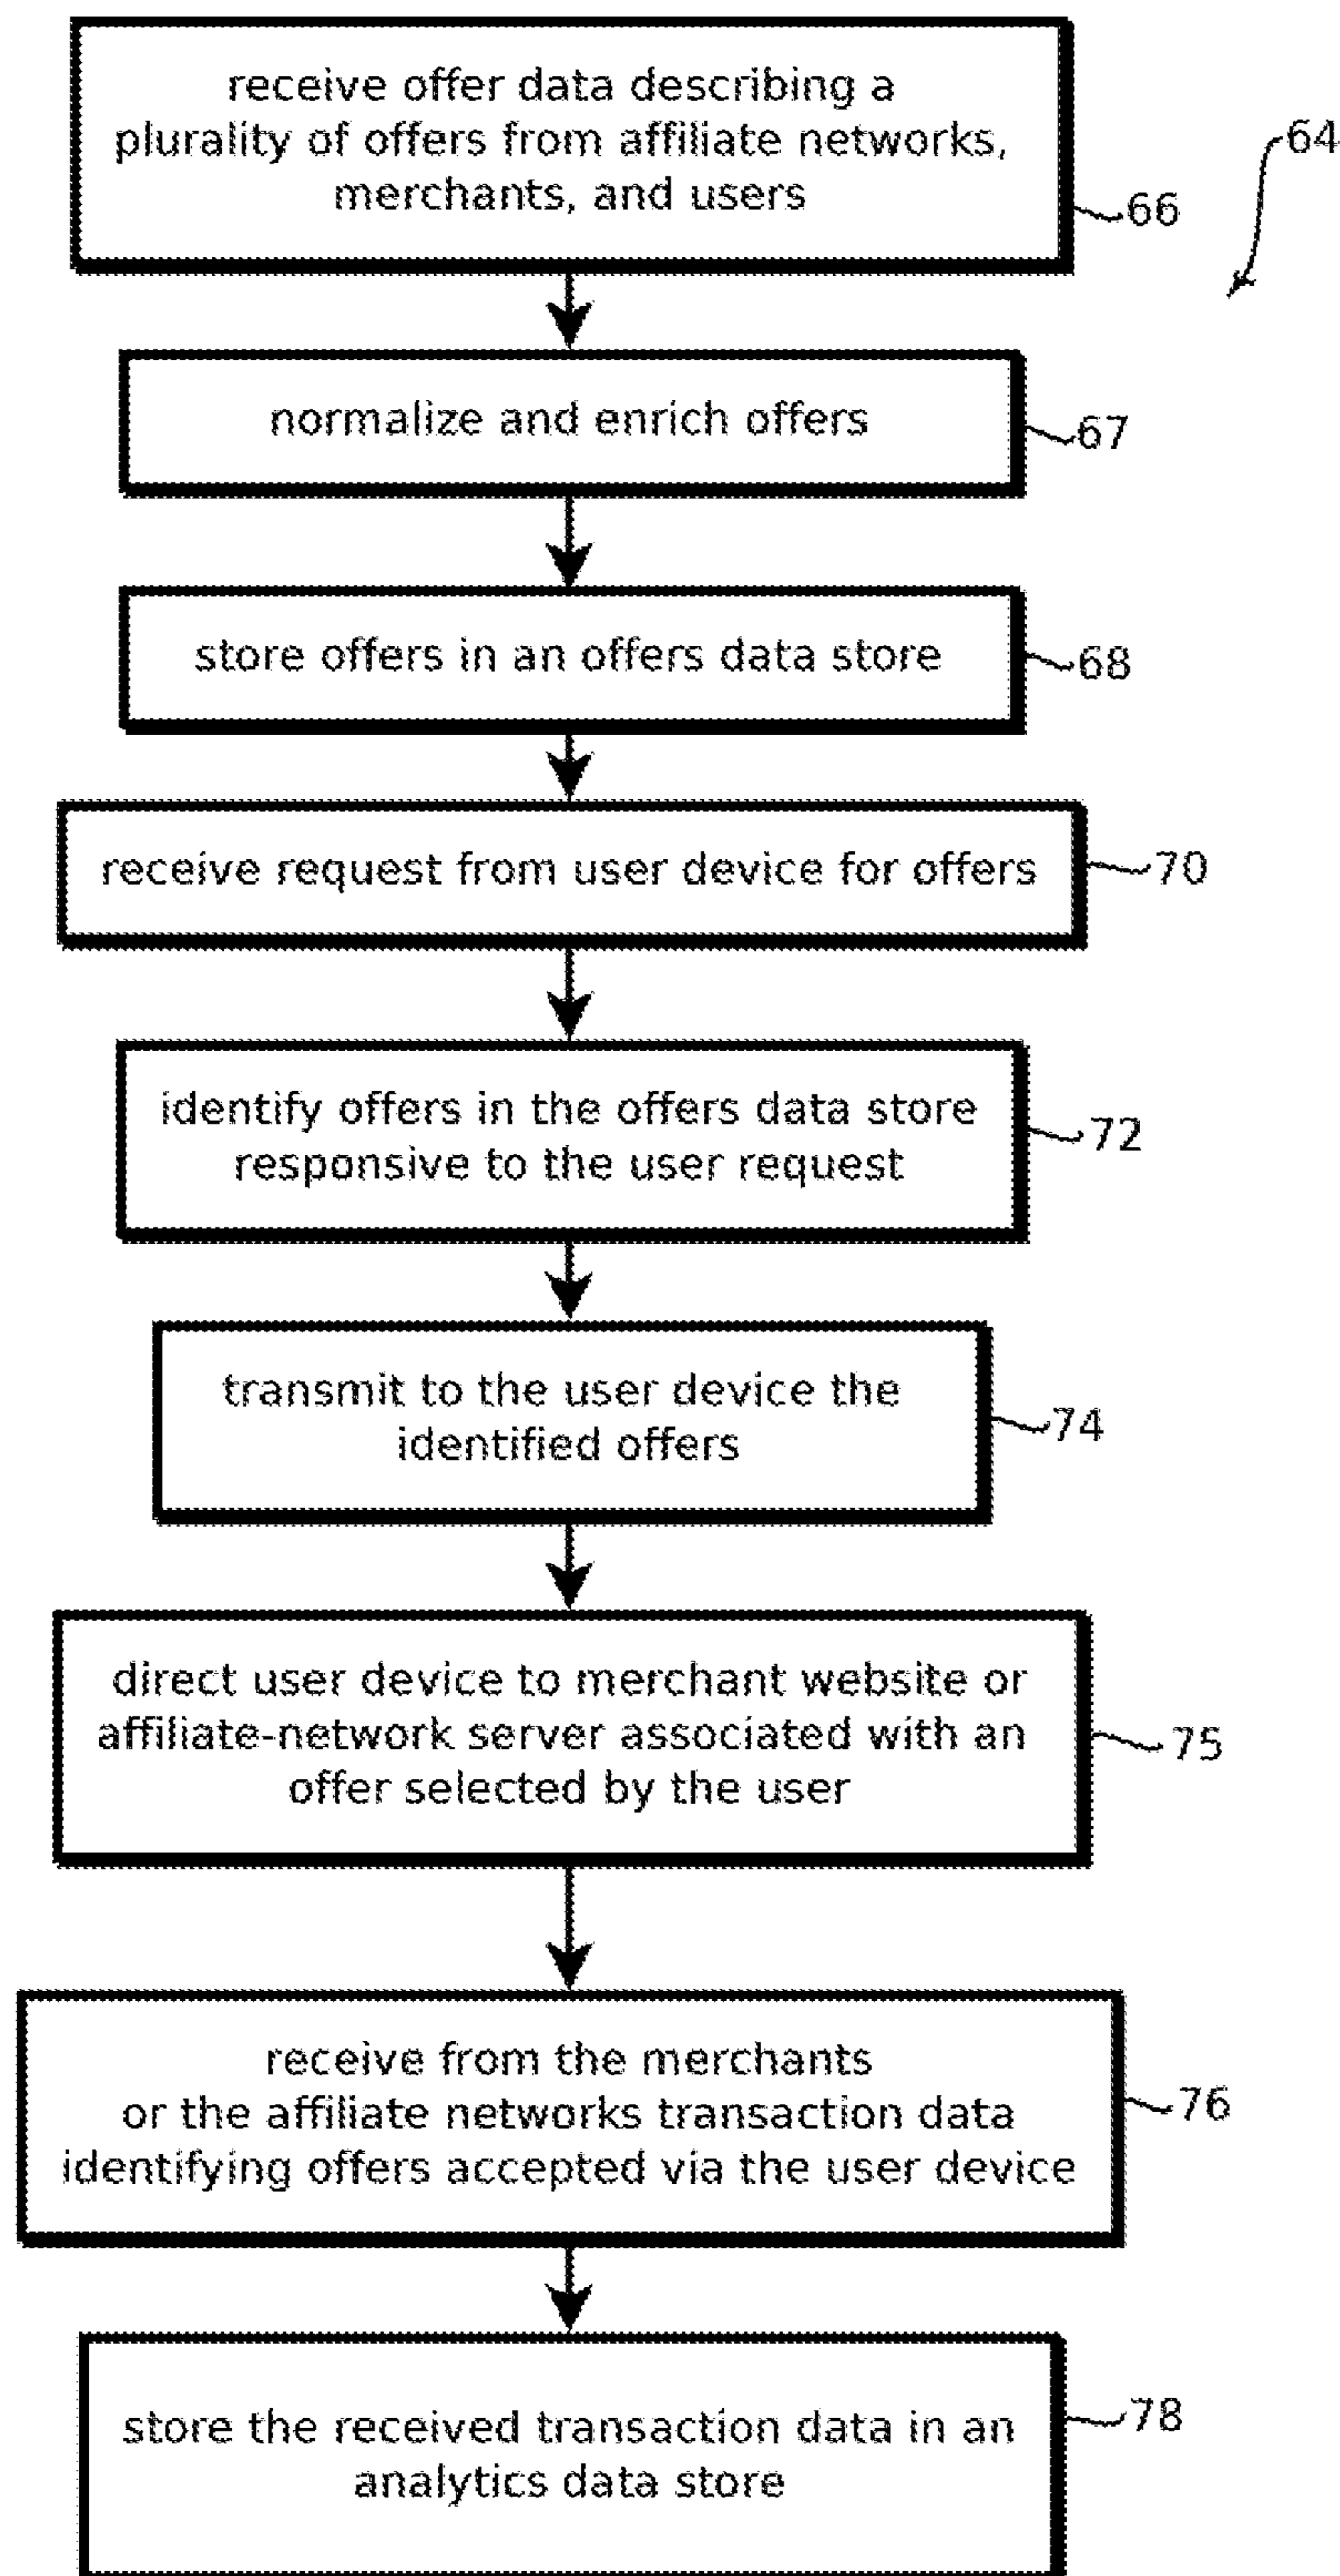 receive offer data describing a
plurality of offers from affiliate networks,
merchants, and users
64
66
normalize and enrich offers
67
store offers in an offers data store
68
receive request from user device for offers
70
identify offers in the offers data store
responsive to the user request
72
transmit to the user device the
identified offers
74
direct user device to merchant website or
affiliate-network server associated with an
offer selected by the user
75
receive from the merchants
or the affiliate networks transaction data
identifying offers accepted via the user device
76
store the received transaction data in an
analytics data store
78